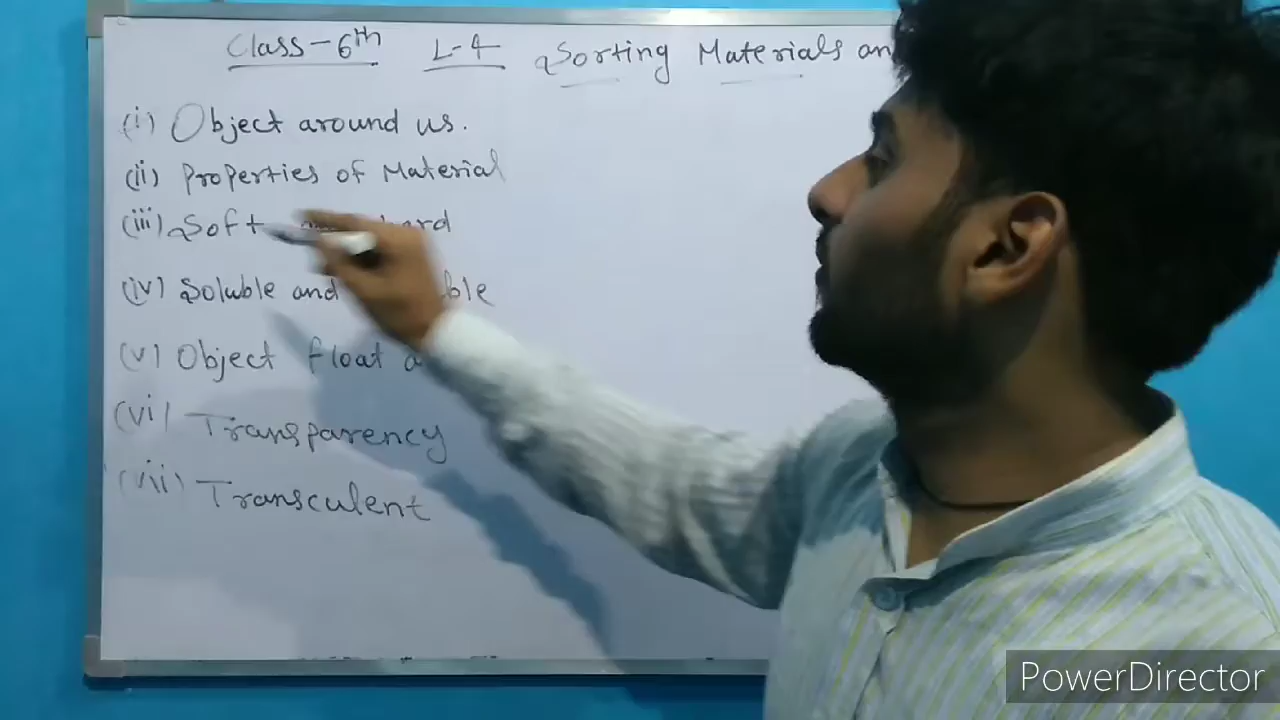 Class-6th L-4 Sorting Materials an
(i) Object around us.
(ii) Properties of Material
(iii) Soft
(iv) Soluble and
(v) Object float
(vi) Transparency
(vii) Transculent
PowerDirector